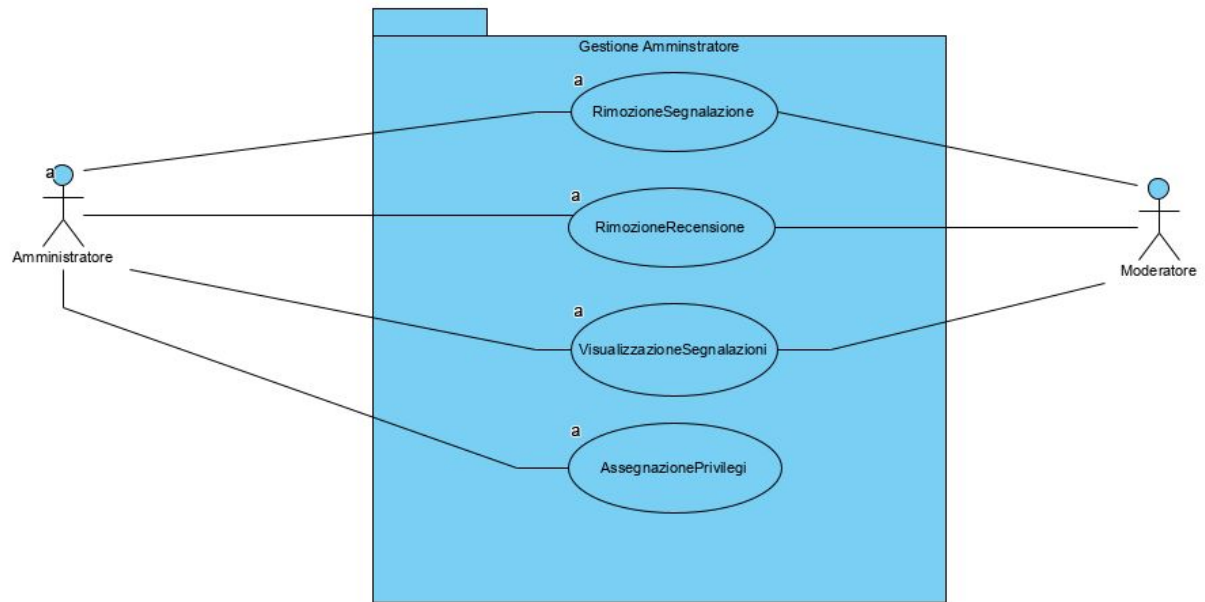 Gestione Amminstratore
a
RimozioneSegnalazione
a
Amministratore
a
RimozioneRecensione
Moderatore
a
VisualizzazioneSegnalazioni
a
AssegnazionePrivilegi